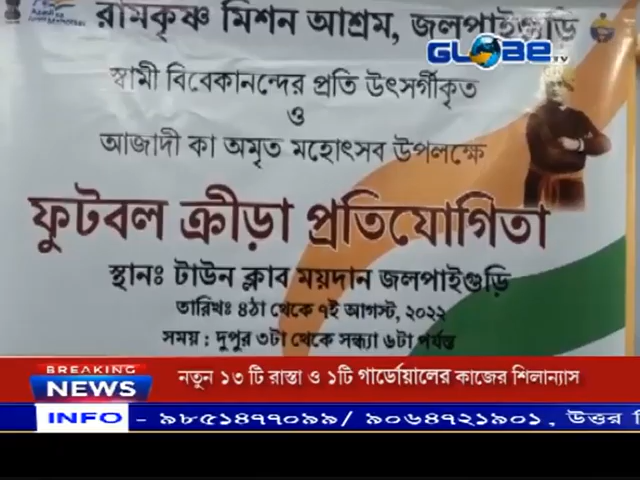 রামকৃষ্ণ মিশন আশ্রম, জলপাইগুড়ি
GLOBE TV
স্বামী বিবেকানন্দের প্রতি উৎসর্গীকৃত
ও
আজাদী কা অমৃত মহোৎসব উপলক্ষে
ফুটবল ক্রীড়া প্রতিযোগিতা
স্থানঃ টাউন ক্লাব ময়দান জলপাইগুড়ি
তারিখঃ ৪ঠা থেকে ৭ই আগস্ট, ২০২২
সময় : দুপুর ৩টা থেকে সন্ধ্যা ৬টা পর্যন্ত
BREAKING NEWS
নতুন ১৩ টি রাস্তা ও ১টি গার্ডোয়ালের কাজের শিলান্যাস
INFO - ৯৮৫১৪৭৭০৯৯/ ৯০৬৪৭২১৯০১, উত্তর